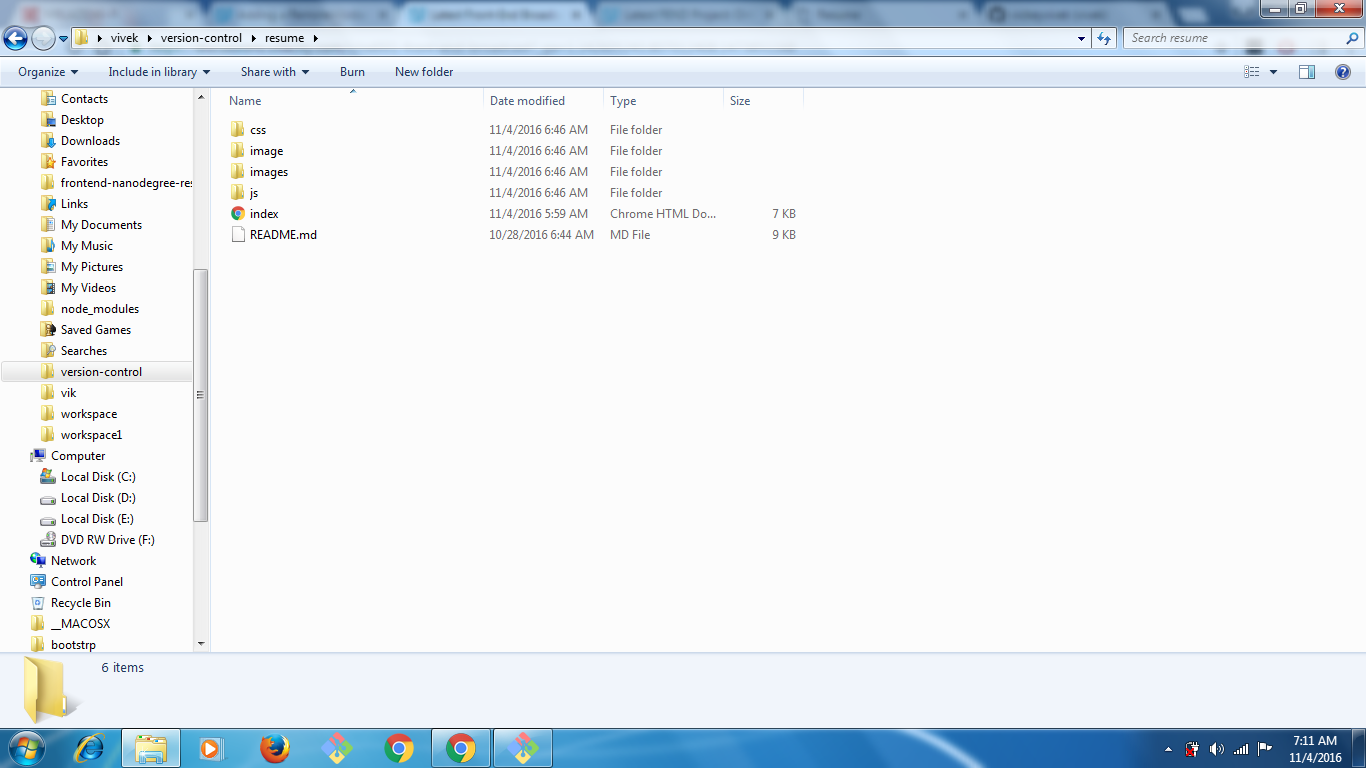 vivek version-control resume
Search resume
Organize Include in library Share with Burn New folder
Name Date modified Type Size
css 11/4/2016 6:46 AM File folder
image 11/4/2016 6:46 AM File folder
images 11/4/2016 6:46 AM File folder
js 11/4/2016 6:46 AM File folder
index 11/4/2016 5:59 AM Chrome HTML Do... 7 KB
README.md 10/28/2016 6:44 AM MD File 9 KB
Contacts
Desktop
Downloads
Favorites
frontend-nanodegree-res
Links
My Documents
My Music
My Pictures
My Videos
node_modules
Saved Games
Searches
version-control
vik
workspace
workspace1
Computer
Local Disk (C:)
Local Disk (D:)
Local Disk (E:)
DVD RW Drive (F:)
Network
Control Panel
Recycle Bin
__MACOSX
bootstrp
6 items
7:11 AM
11/4/2016